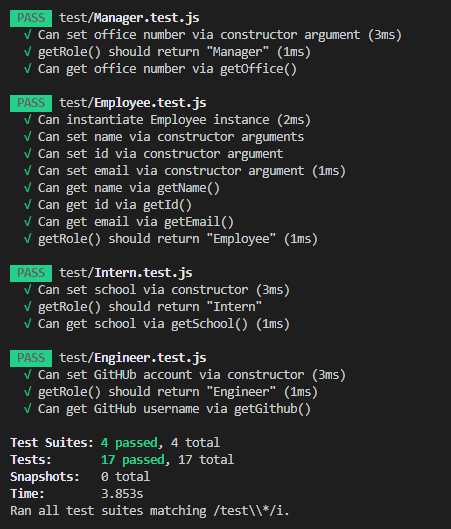 PASS test/Manager.test.js
√ Can set office number via constructor argument (3ms)
√ getRole() should return "Manager" (1ms)
√ Can get office number via getOffice()
PASS test/Employee.test.js
√ Can instantiate Employee instance (2ms)
√ Can set name via constructor arguments
√ Can set id via constructor argument
√ Can set email via constructor argument (1ms)
√ Can get name via getName()
√ Can get id via getId()
√ Can get email via getEmail()
√ getRole() should return "Employee" (1ms)
PASS test/Intern.test.js
√ Can set school via constructor (3ms)
√ getRole() should return "Intern"
√ Can get school via getSchool() (1ms)
PASS test/Engineer.test.js
√ Can set GitHUb account via constructor (3ms)
√ getRole() should return "Engineer" (1ms)
√ Can get GitHub username via getGithub()
Test Suites: 4 passed, 4 total
Tests: 17 passed, 17 total
Snapshots: 0 total
Time: 3.853s
Ran all test suites matching /test\\*/i.